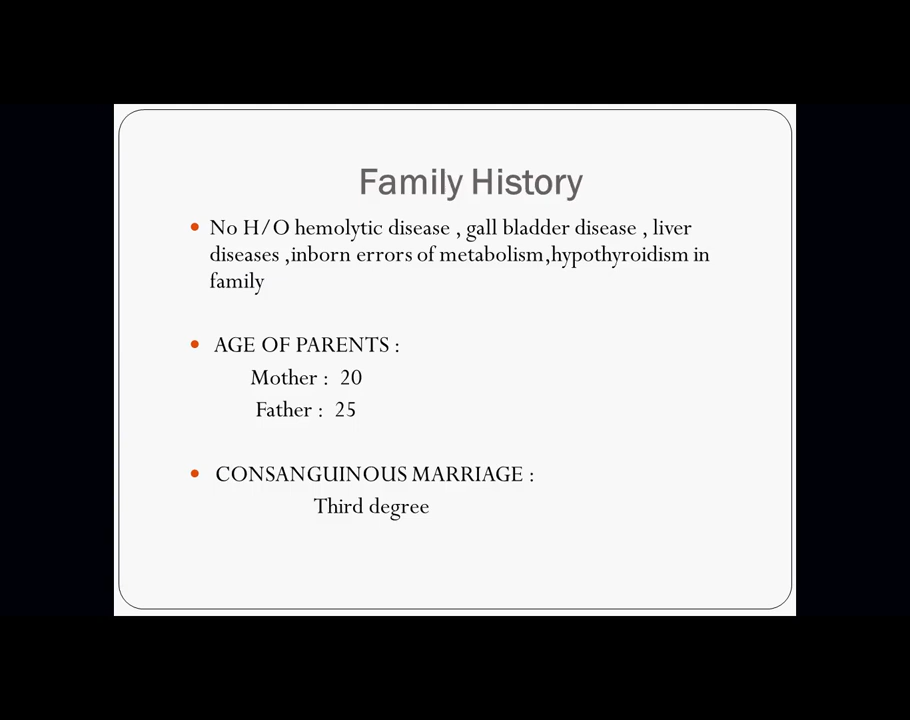 Family History
No H/O hemolytic disease , gall bladder disease , liver
diseases ,inborn errors of metabolism,hypothyroidism in
family
AGE OF PARENTS :
Mother : 20
Father : 25
CONSANGUINOUS MARRIAGE :
Third degree